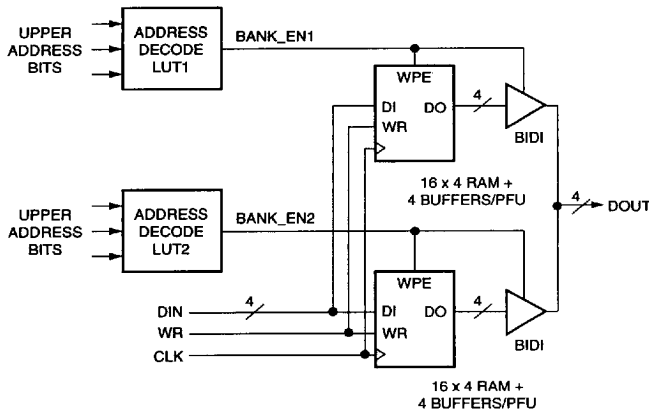 UPPER
ADDRESS
BITS
ADDRESS
DECODE
LUT1
BANK_EN1
WPE
DI
DO
WR
4
BIDI
16 x 4 RAM +
4 BUFFERS/PFU
4
DOUT
UPPER
ADDRESS
BITS
ADDRESS
DECODE
LUT2
BANK_EN2
WPE
DI
DO
WR
4
BIDI
DIN
4
WR
CLK
16 x 4 RAM +
4 BUFFERS/PFU